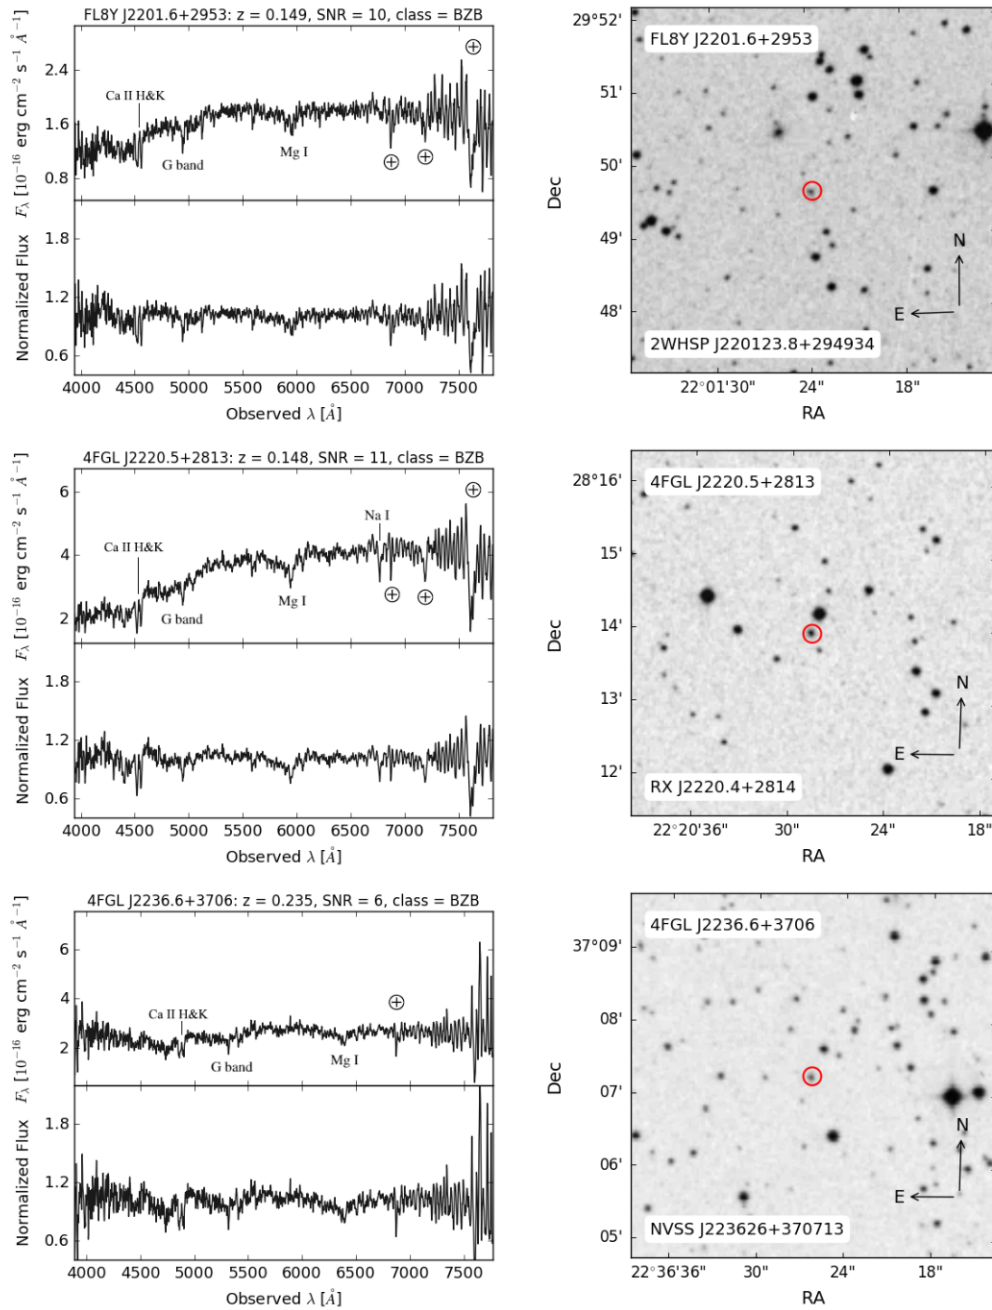 FL8Y J2201.6+2953: z = 0.149, SNR = 10, class = BZB
2.4
1.6
0.8
Ca II H&K
G band
Mg I
⊕
⊕
⊕
Normalized Flux F_λ [10⁻¹⁶ erg cm⁻² s⁻¹ Å⁻¹]
1.8
1.2
0.6
4000 4500 5000 5500 6000 6500 7000 7500
Observed λ [Å]
FL8Y J2201.6+2953
29°52'
51'
50'
49'
48'
Dec
N
E
2WHSP J220123.8+294934
22°01'30" 24" 18"
RA
4FGL J2220.5+2813: z = 0.148, SNR = 11, class = BZB
6
4
2
Ca II H&K
G band
Mg I
Na I
⊕
⊕
⊕
Normalized Flux F_λ [10⁻¹⁶ erg cm⁻² s⁻¹ Å⁻¹]
1.8
1.2
0.6
4000 4500 5000 5500 6000 6500 7000 7500
Observed λ [Å]
4FGL J2220.5+2813
28°16'
15'
14'
13'
12'
Dec
N
E
RX J2220.4+2814
22°20'36" 30" 24" 18"
RA
4FGL J2236.6+3706: z = 0.235, SNR = 6, class = BZB
6
4
2
Ca II H&K
G band
Mg I
⊕
Normalized Flux F_λ [10⁻¹⁶ erg cm⁻² s⁻¹ Å⁻¹]
1.8
1.2
0.6
4000 4500 5000 5500 6000 6500 7000 7500
Observed λ [Å]
4FGL J2236.6+3706
37°09'
08'
07'
06'
05'
Dec
N
E
NVSS J223626+370713
22°36'36" 30" 24" 18"
RA